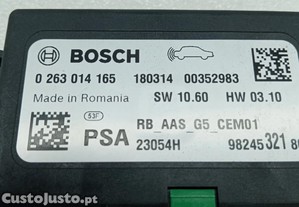 BOSCH
0 263 014 165 180314 00352983
Made in Romania SW 10.60 HW 03.10
53F RB_AAS_G5_CEM01
PSA 23054H 98245321
CustoJusto.pt